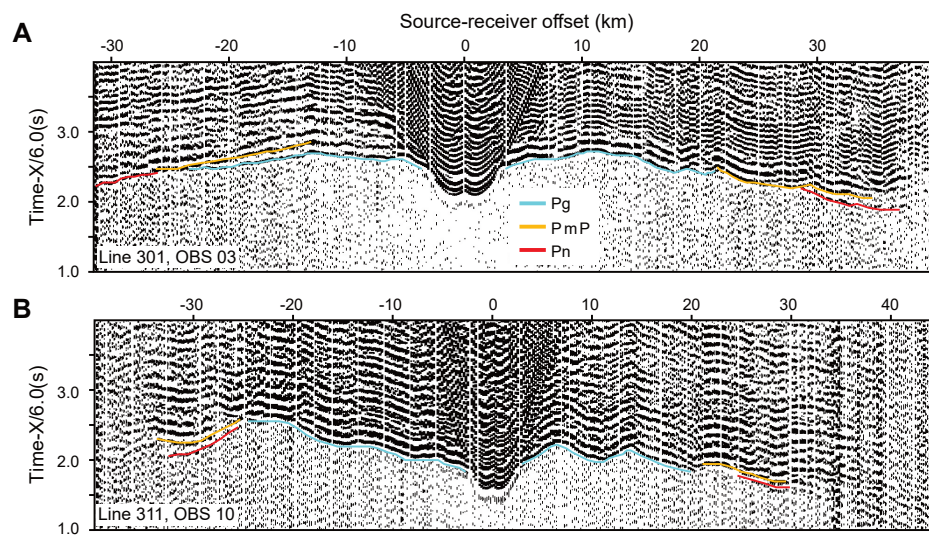 Source-receiver offset (km)
A
-30 -20 -10 0 10 20 30
3.0
2.0
1.0
Time-X/6.0(s)
Pg
PmP
Pn
Line 301, OBS 03
B
-30 -20 -10 0 10 20 30 40
3.0
2.0
1.0
Time-X/6.0(s)
Line 311, OBS 10